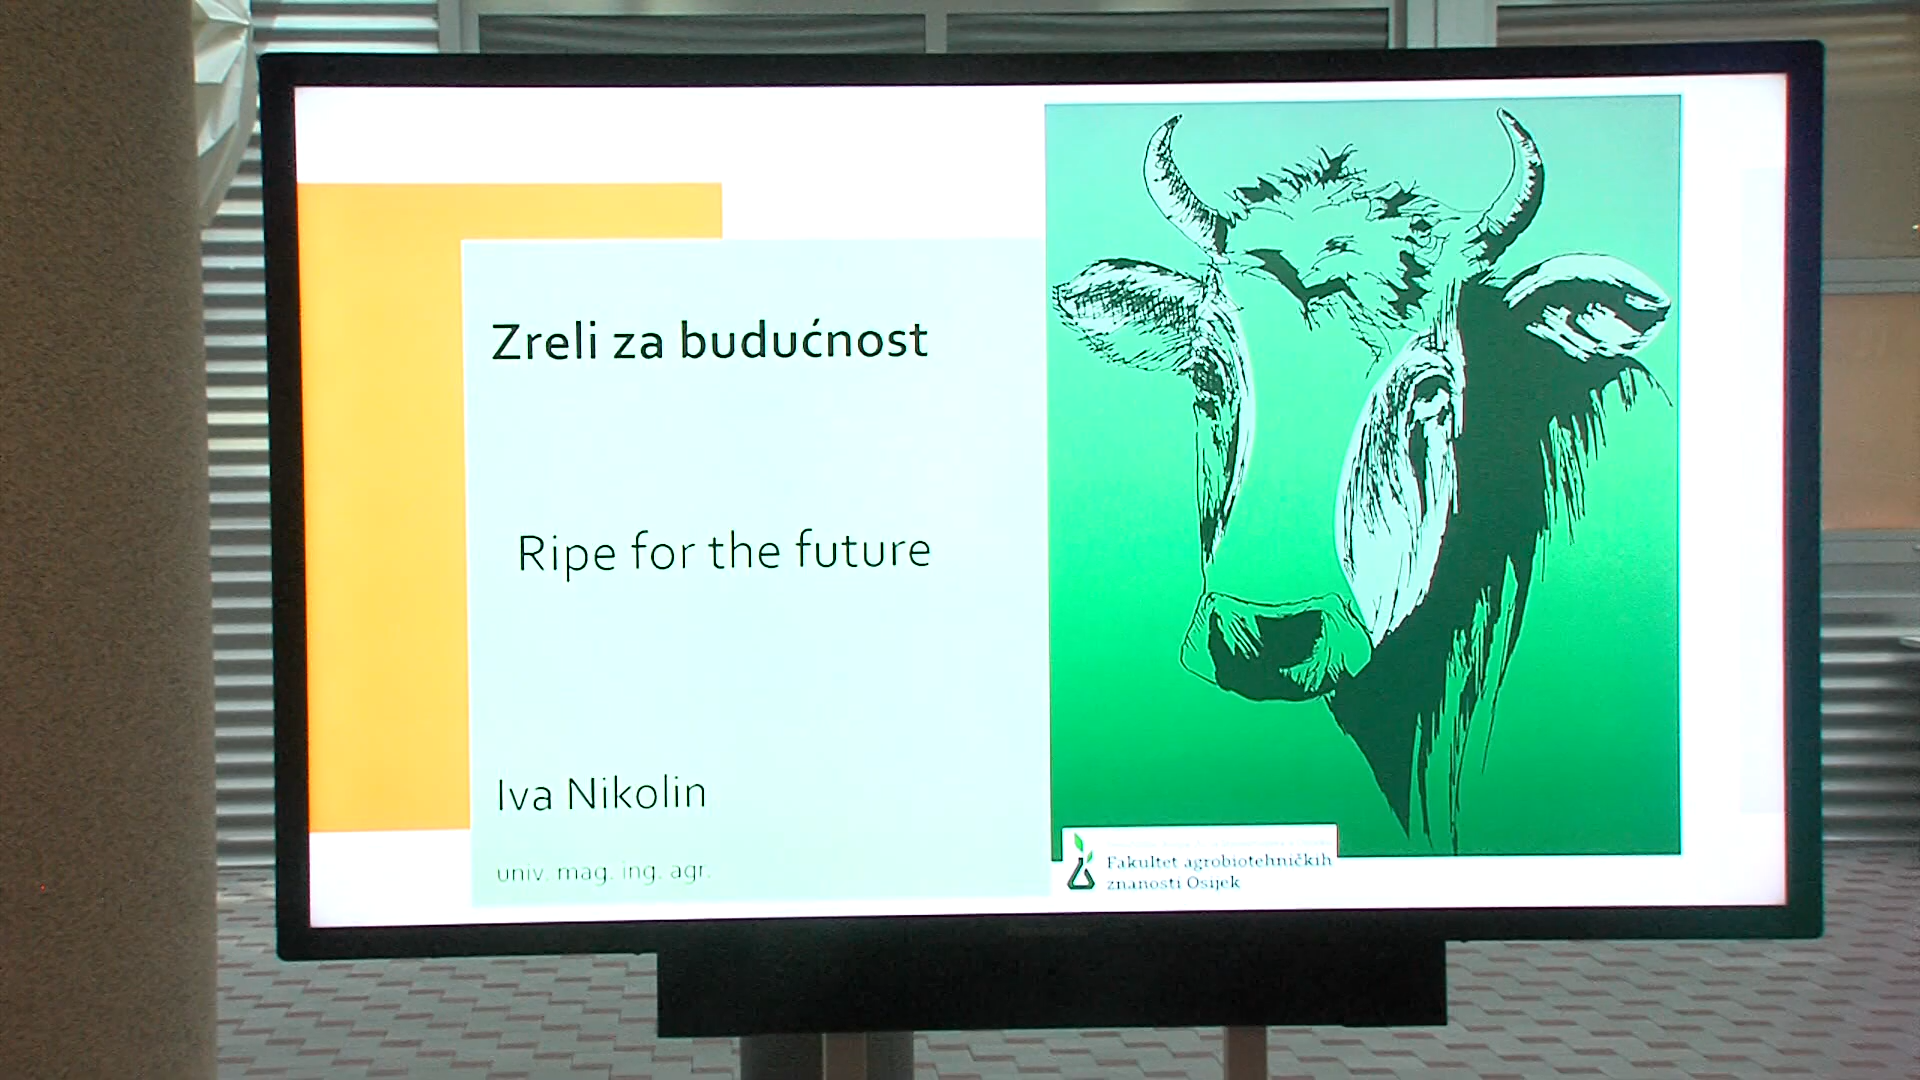 Zreli za budućnost
Ripe for the future
Iva Nikolin
univ. mag. ing. agr.
Fakultet agrobiotehničkih
znanosti Osijek